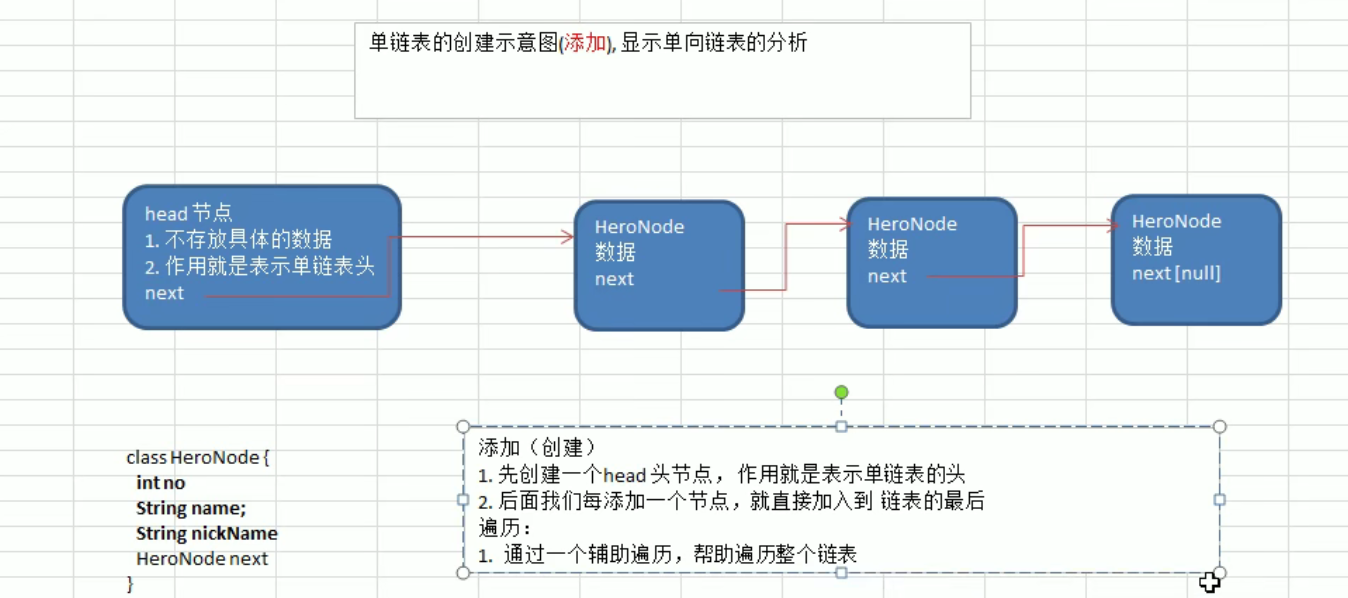 单链表的创建示意图(添加), 显示单向链表的分析
head 节点
1. 不存放具体的数据
2. 作用就是表示单链表头
next
HeroNode
数据
next
HeroNode
数据
next
HeroNode
数据
next [null]
class HeroNode {
int no
String name;
String nickName
HeroNode next
}
添加（创建）
1. 先创建一个head 头节点， 作用就是表示单链表的头
2. 后面我们每添加一个节点，就直接加入到 链表的最后
遍历：
1. 通过一个辅助遍历，帮助遍历整个链表